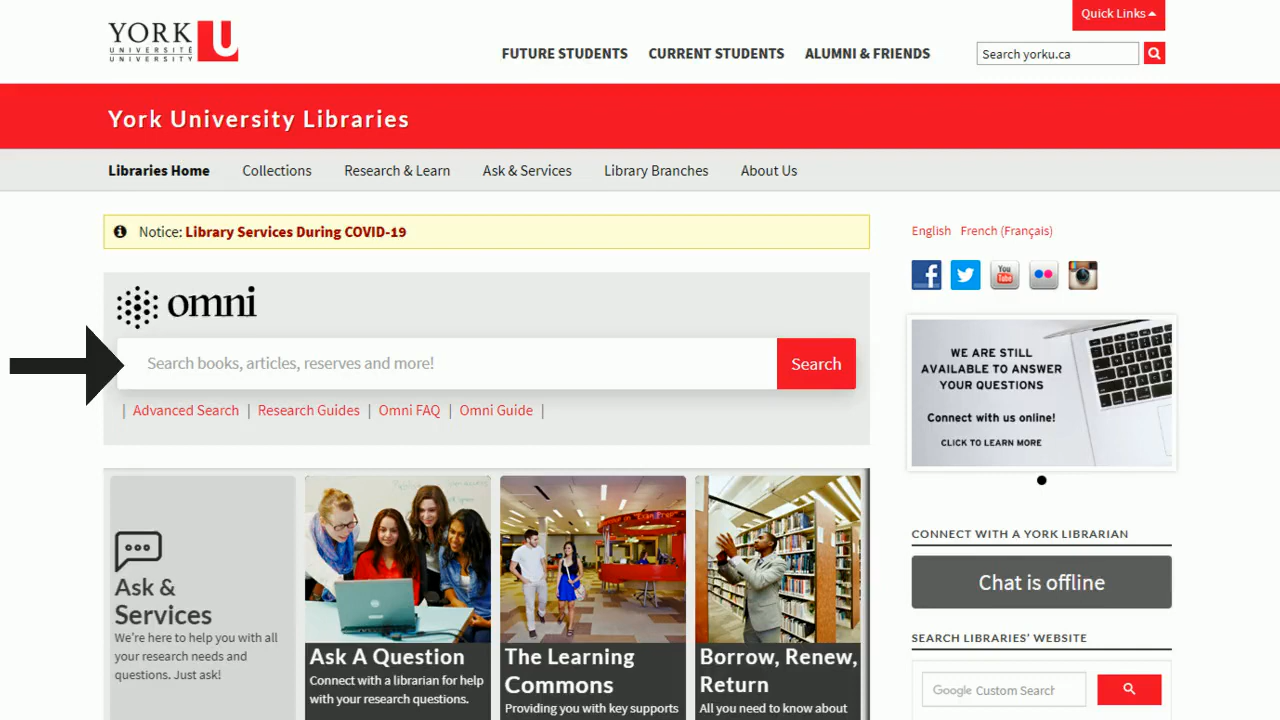 Quick Links
YORK
UNIVERSITÉ
UNIVERSITY
U
FUTURE STUDENTS
CURRENT STUDENTS
ALUMNI & FRIENDS
Search yorku.ca
York University Libraries
Libraries Home
Collections
Research & Learn
Ask & Services
Library Branches
About Us
Notice: Library Services During COVID-19
English French (Français)
You
Tube
omni
Search books, articles, reserves and more!
Search
| Advanced Search | Research Guides | Omni FAQ | Omni Guide |
WE ARE STILL
AVAILABLE TO ANSWER
YOUR QUESTIONS
Connect with us online!
CLICK TO LEARN MORE
Ask &
Services
We're here to help you with all
your research needs and
questions. Just ask!
Ask A Question
Connect with a librarian for help
with your research questions.
The Learning
Commons
Providing you with key supports
Borrow, Renew,
Return
All you need to know about
CONNECT WITH A YORK LIBRARIAN
Chat is offline
SEARCH LIBRARIES' WEBSITE
Google Custom Search